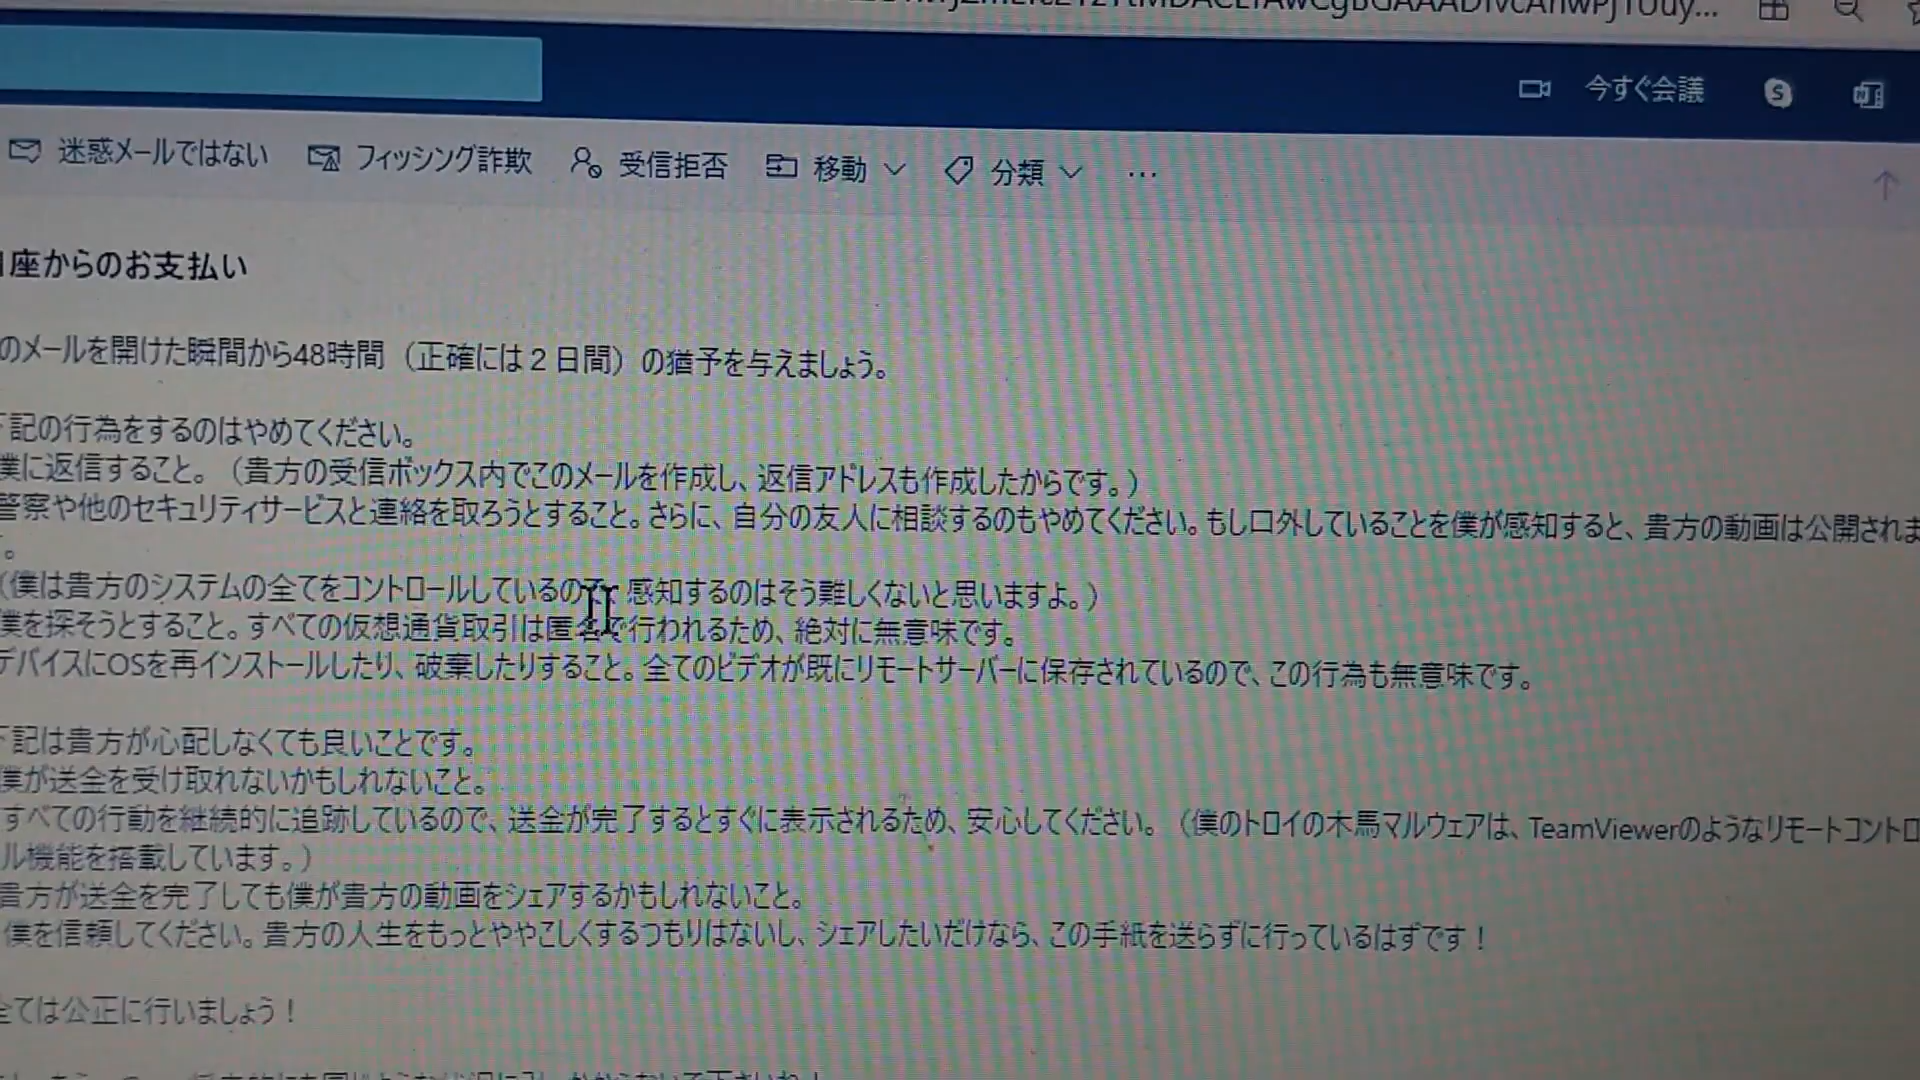 今すぐ会議
迷惑メールではない フィッシング詐欺 受信拒否 移動 分類 …
座からのお支払い
のメールを開けた瞬間から48時間（正確には２日間）の猶予を与えましょう。
下記の行為をするのはやめてください。
僕に返信すること。（貴方の受信ボックス内でこのメールを作成し、返信アドレスも作成したからです。）
警察や他のセキュリティサービスと連絡を取ろうとすること。さらに、自分の友人に相談するのもやめてください。もし口外していることを僕が感知すると、貴方の動画は公開されま
。
（僕は貴方のシステムの全てをコントロールしているので、感知するのはそう難しくないと思いますよ。）
僕を探そうとすること。すべての仮想通貨取引は匿名で行われるため、絶対に無意味です。
デバイスにOSを再インストールしたり、破棄したりすること。全てのビデオが既にリモートサーバーに保存されているので、この行為も無意味です。
下記は貴方が心配しなくても良いことです。
僕が送金を受け取れないかもしれないこと。
すべての行動を継続的に追跡しているので、送金が完了するとすぐに表示されるため、安心してください。（僕のトロイの木馬マルウェアは、TeamViewerのようなリモートコントロ
ル機能を搭載しています。）
貴方が送金を完了しても僕が貴方の動画をシェアするかもしれないこと。
僕を信頼してください。貴方の人生をもっとややこしくするつもりはないし、シェアしたいだけなら、この手紙を送らずに行っているはずです！
全ては公正に行いましょう！